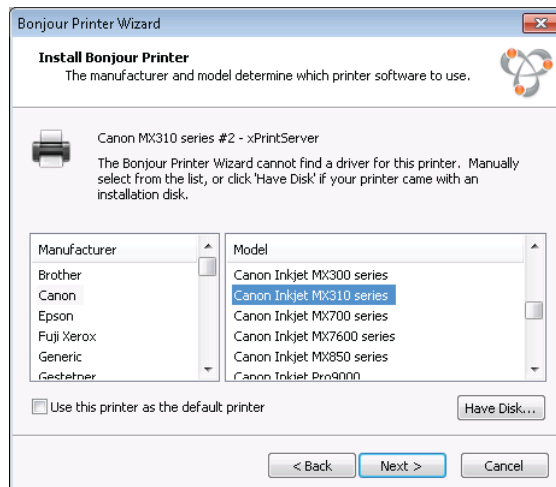 Bonjour Printer Wizard
Install Bonjour Printer
The manufacturer and model determine which printer software to use.
Canon MX310 series #2 - xPrintServer
The Bonjour Printer Wizard cannot find a driver for this printer. Manually
select from the list, or click 'Have Disk' if your printer came with an
installation disk.
Manufacturer
Brother
Canon
Epson
Fuji Xerox
Generic
Gestetner
Model
Canon Inkjet MX300 series
Canon Inkjet MX310 series
Canon Inkjet MX700 series
Canon Inkjet MX7600 series
Canon Inkjet MX850 series
Canon Inkjet Pro9000
Use this printer as the default printer
Have Disk...
< Back
Next >
Cancel